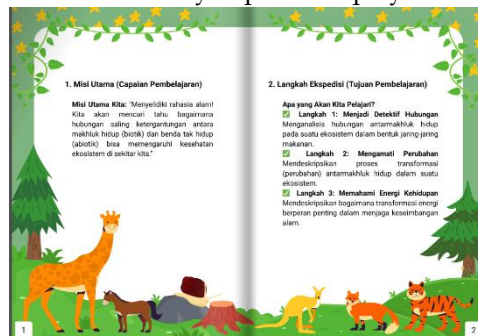 1. Misi Utama (Capaian Pembelajaran)
Misi Utama Kita: "Menyelidiki rahasia alam!
Kita akan mencari tahu bagaimana
hubungan saling ketergantungan antara
makhluk hidup (biotik) dan benda tak hidup
(abiotik) bisa memengaruhi kesehatan
ekosistem di sekitar kita."
1
2. Langkah Ekspedisi (Tujuan Pembelajaran)
Apa yang Akan Kita Pelajari?
✅ Langkah 1: Menjadi Detektif Hubungan
Menganalisis hubungan antarmakhluk hidup
pada suatu ekosistem dalam bentuk jaring-jaring
makanan.
✅ Langkah 2: Mengamati Perubahan
Mendeskripsikan proses transformasi
(perubahan) antarmakhluk hidup dalam suatu
ekosistem.
✅ Langkah 3: Memahami Energi Kehidupan
Mendeskripsikan bagaimana transformasi energi
berperan penting dalam menjaga keseimbangan
alam.
2